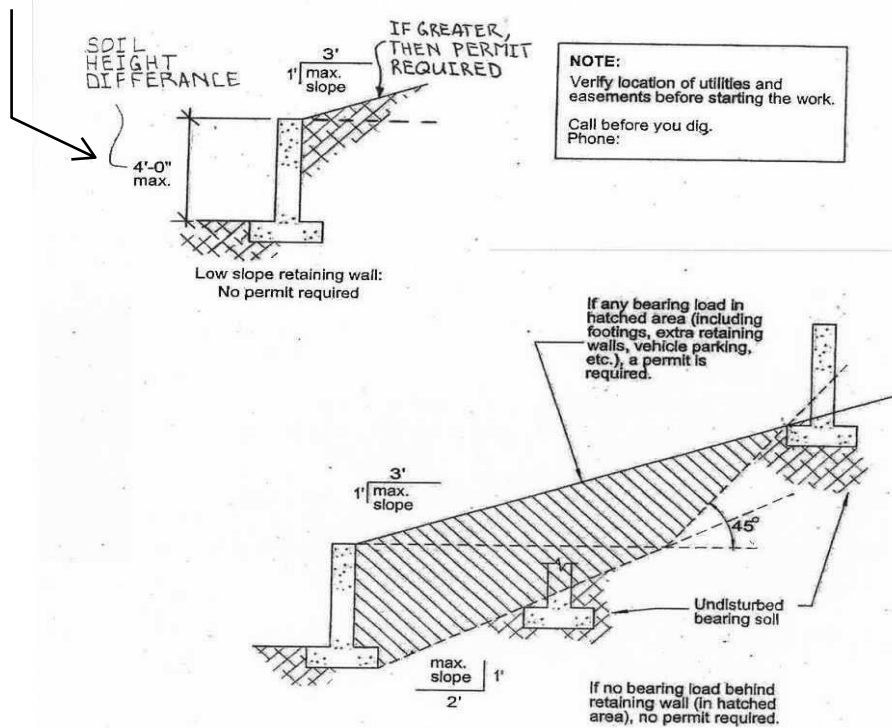 SOIL
HEIGHT
DIFFERANCE
4'-0"
max.
3'
1' max.
slope
IF GREATER,
THEN PERMIT
REQUIRED
NOTE:
Verify location of utilities and
easements before starting the work.
Call before you dig.
Phone:
Low slope retaining wall:
No permit required
If any bearing load in
hatched area (including
footings, extra retaining
walls, vehicle parking,
etc.), a permit is
required.
3'
1' max.
slope
45°
Undisturbed
bearing soil
max.
slope 1'
2'
If no bearing load behind
retaining wall (in hatched
area), no permit required.